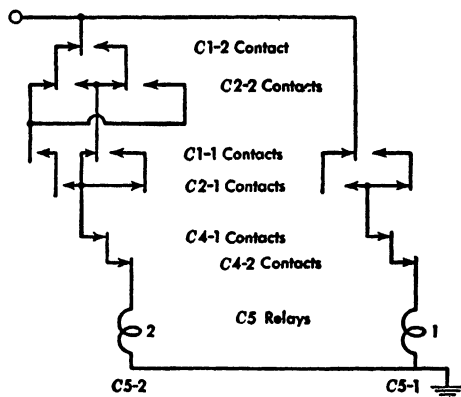 C1-2 Contact
C2-2 Contacts
C1-1 Contacts
C2-1 Contacts
C4-1 Contacts
C4-2 Contacts
C5 Relays
2
1
C5-2
C5-1